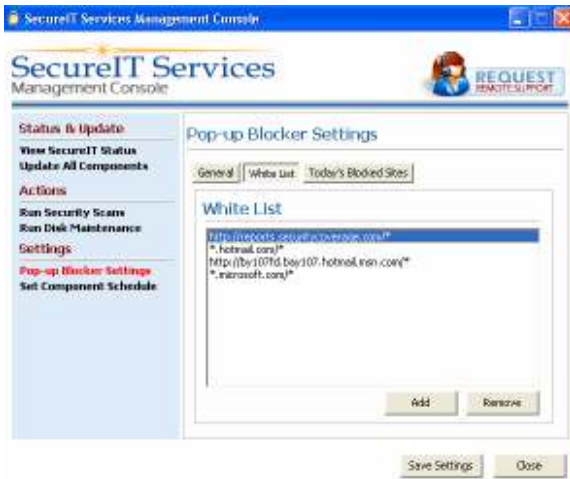 SecureIT Services Management Console
SecureIT Services
Management Console
REQUEST
REMOTE SUPPORT
Status & Update
View SecureIT Status
Update All Components
Actions
Run Security Scans
Run Disk Maintenance
Settings
Pop-up Blocker Settings
Set Component Schedule
Pop-up Blocker Settings
General
White List
Today's Blocked Sites
White List
http://reports.securitycoverage.com/*
*.hotmail.com/*
http://by107fd.bay107.hotmail.msn.com/*
*.microsoft.com/*
Add
Remove
Save Settings
Close